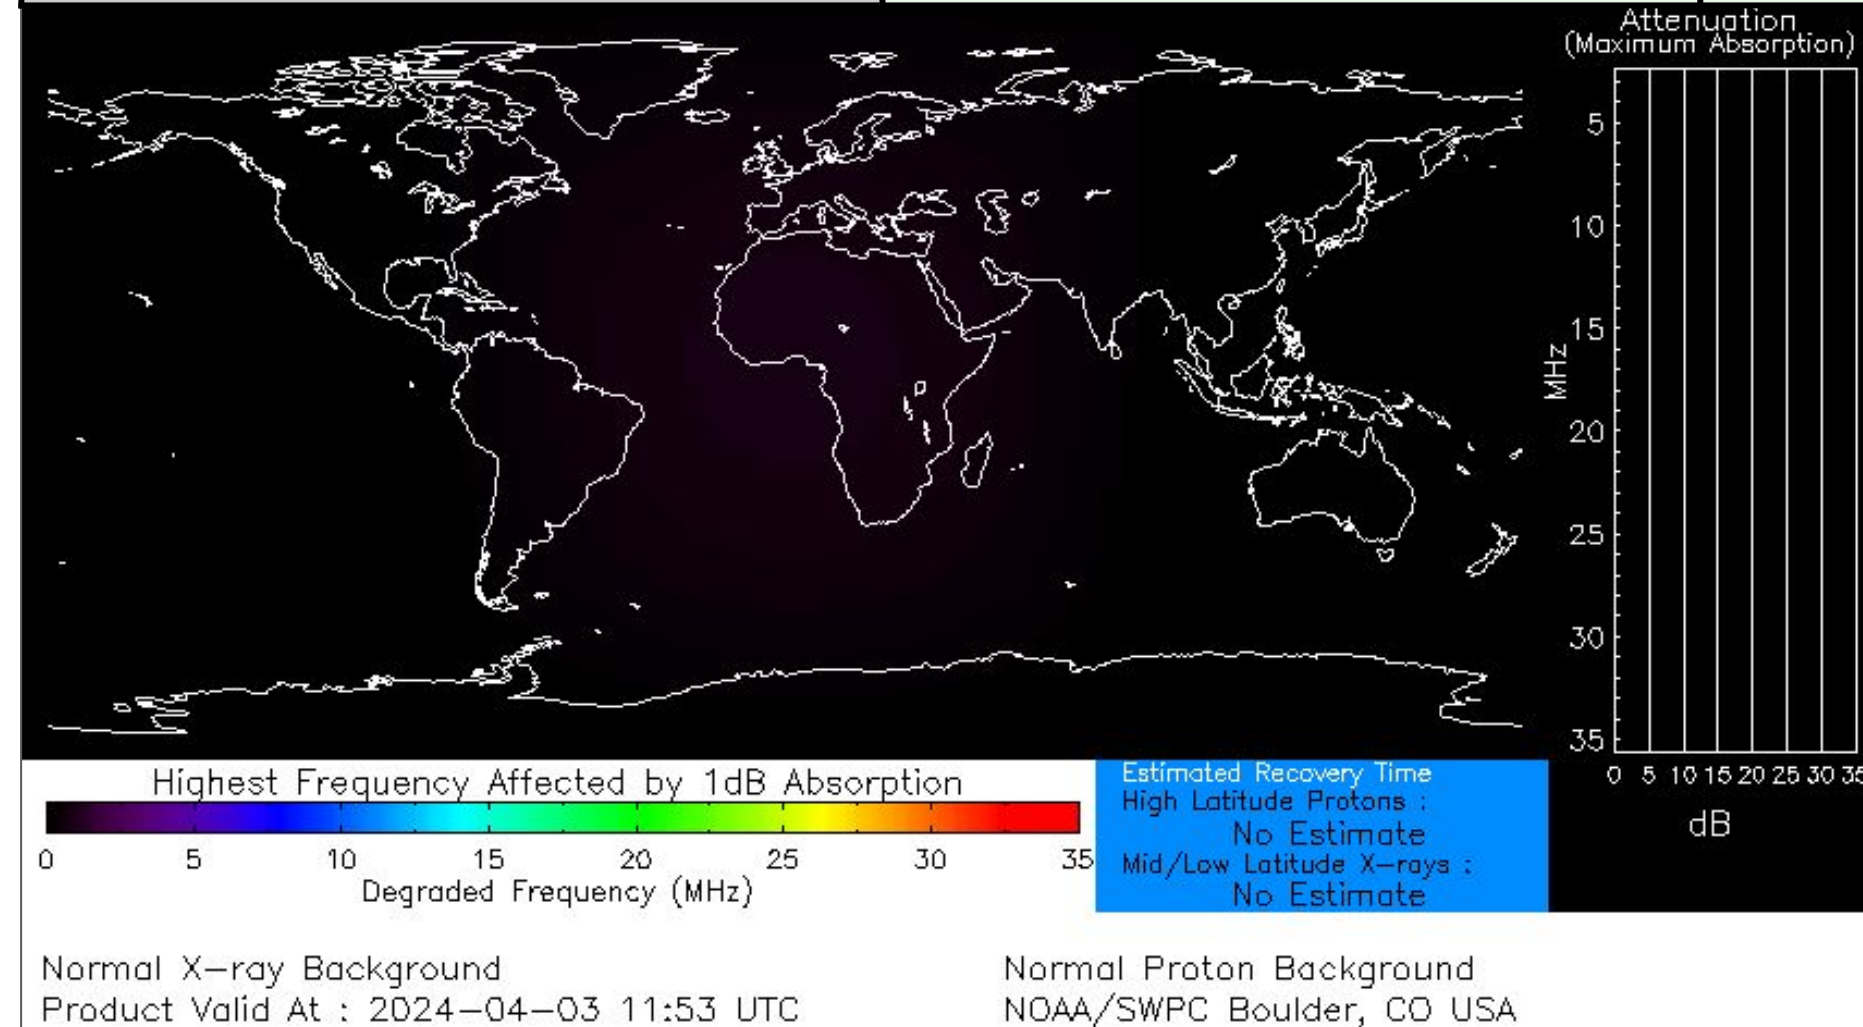 Attenuation
(Maximum Absorption)
5
10
15
20
25
30
35
MHz
0 5 10 15 20 25 30 35
dB
Highest Frequency Affected by 1dB Absorption
0 5 10 15 20 25 30 35
Degraded Frequency (MHz)
Estimated Recovery Time
High Latitude Protons :
No Estimate
Mid/Low Latitude X-rays :
No Estimate
Normal X-ray Background
Product Valid At : 2024-04-03 11:53 UTC
Normal Proton Background
NOAA/SWPC Boulder, CO USA